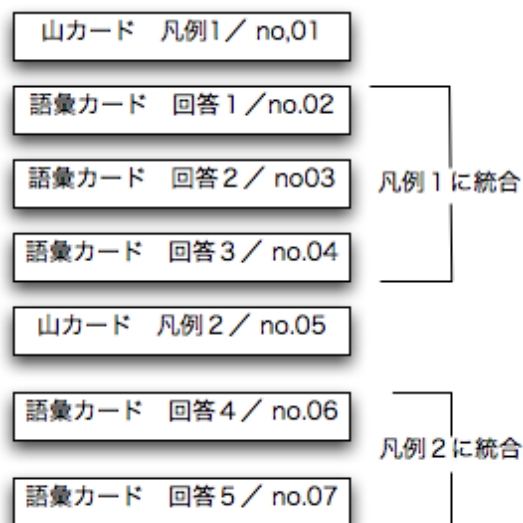 山カード　凡例1／ no,01
語彙カード　回答１／no.02
語彙カード　回答２／ no03
凡例１に統合
語彙カード　回答３／ no.04
山カード　凡例２／ no.05
語彙カード　回答４／ no.06
凡例２に統合
語彙カード　回答５／ no.07